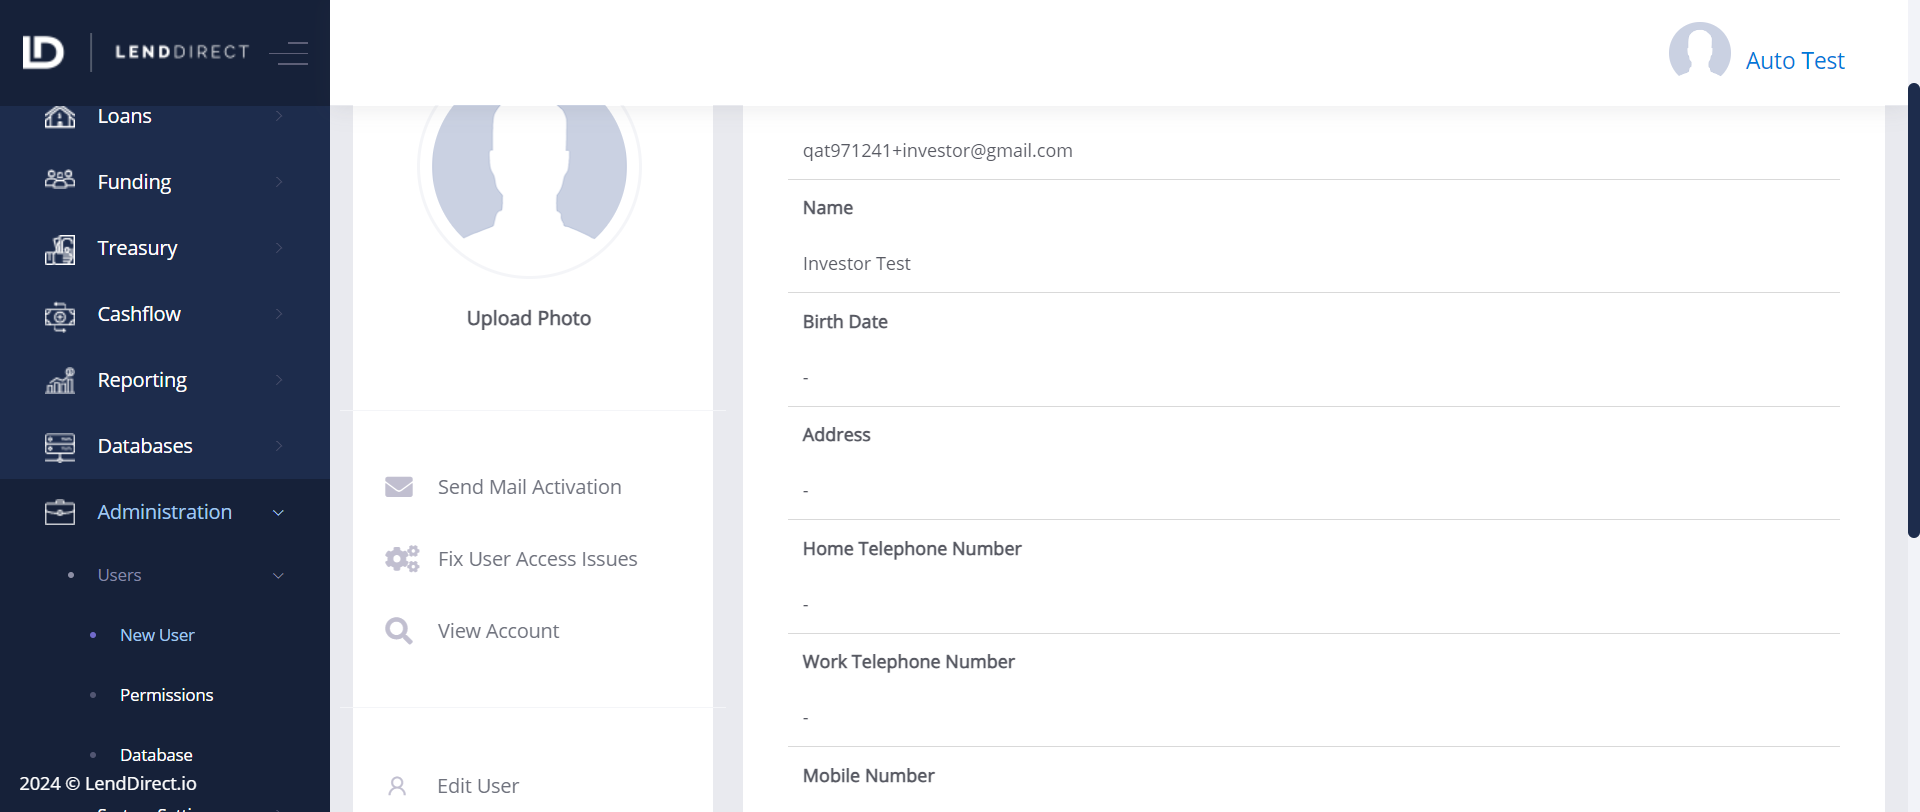 LENDDIRECT
Auto Test
Loans
Funding
Treasury
Cashflow
Reporting
Databases
Administration
Users
New User
Permissions
Database
2024 © LendDirect.io
Upload Photo
Send Mail Activation
Fix User Access Issues
View Account
Edit User
qat971241+investor@gmail.com
Name
Investor Test
Birth Date
-
Address
-
Home Telephone Number
-
Work Telephone Number
-
Mobile Number